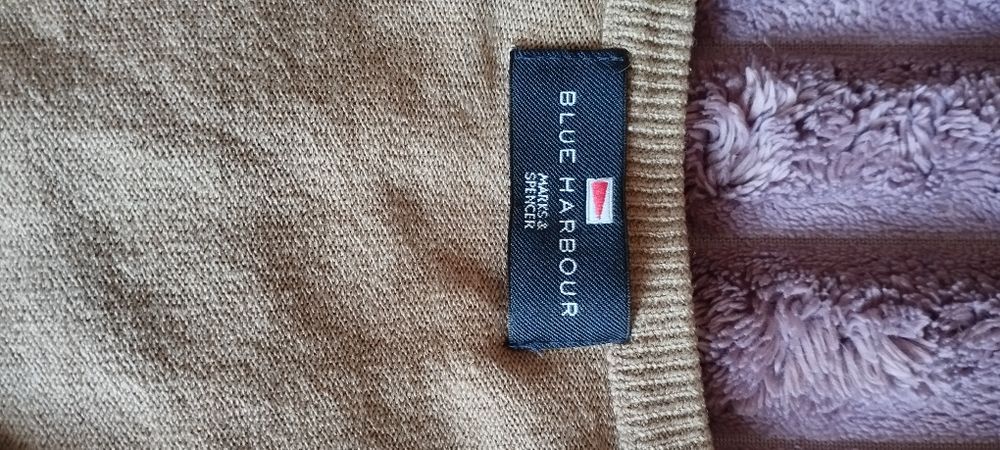 BLUE HARBOUR
MARKS &
SPENCER